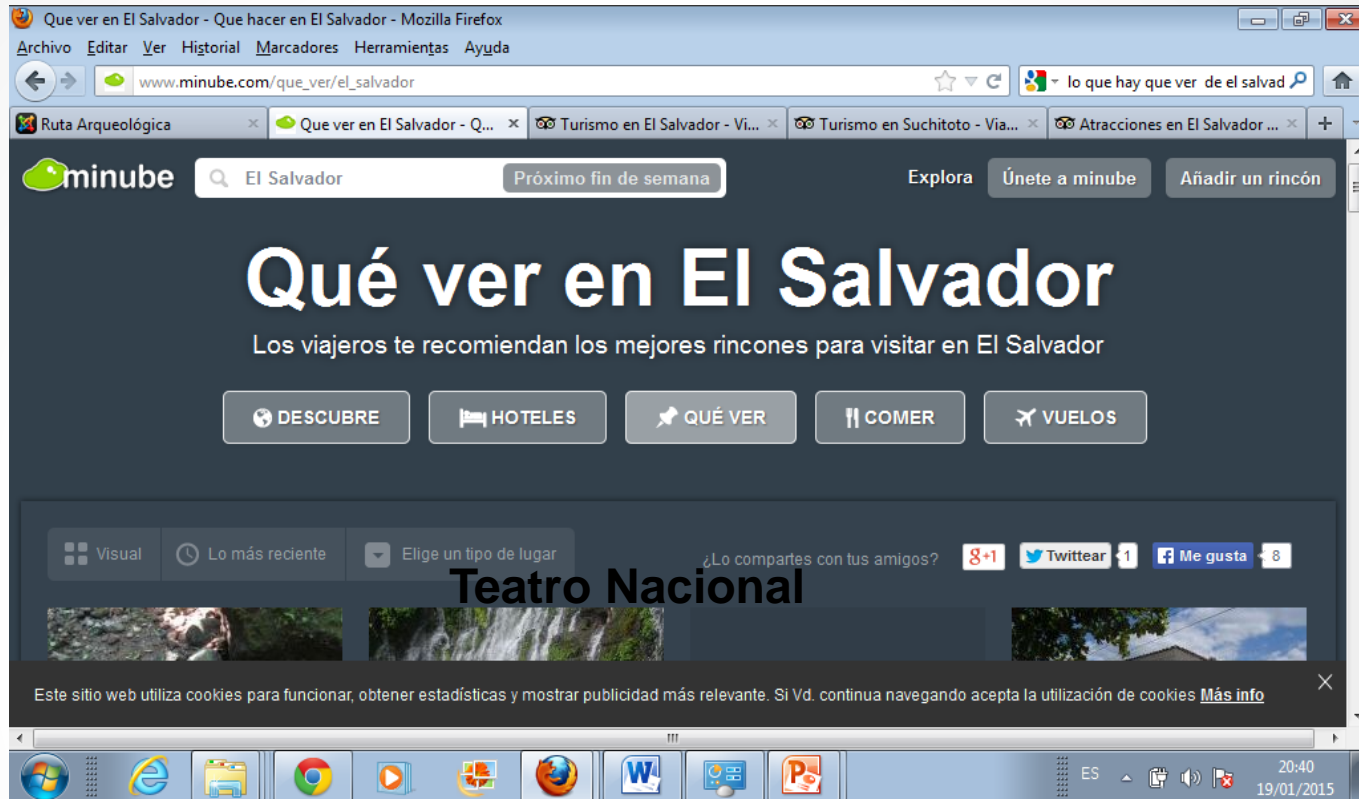 Que ver en El Salvador - Que hacer en El Salvador - Mozilla Firefox
Archivo Editar Ver Historial Marcadores Herramientas Ayuda
www.minube.com/que_ver/el_salvador lo que hay que ver de el salvad
Ruta Arqueológica Que ver en El Salvador - Q... Turismo en El Salvador - Vi... Turismo en Suchitoto - Via... Atracciones en El Salvador ...
minube El Salvador Próximo fin de semana Explora Únete a minube Añadir un rincón
Qué ver en El Salvador
Los viajeros te recomiendan los mejores rincones para visitar en El Salvador
DESCUBRE HOTELES QUÉ VER COMER VUELOS
Visual Lo más reciente Elige un tipo de lugar ¿Lo compartes con tus amigos? g+1 Twittear 1 Me gusta 8
Teatro Nacional
Este sitio web utiliza cookies para funcionar, obtener estadísticas y mostrar publicidad más relevante. Si Vd. continua navegando acepta la utilización de cookies Más info
ES 20:40
19/01/2015